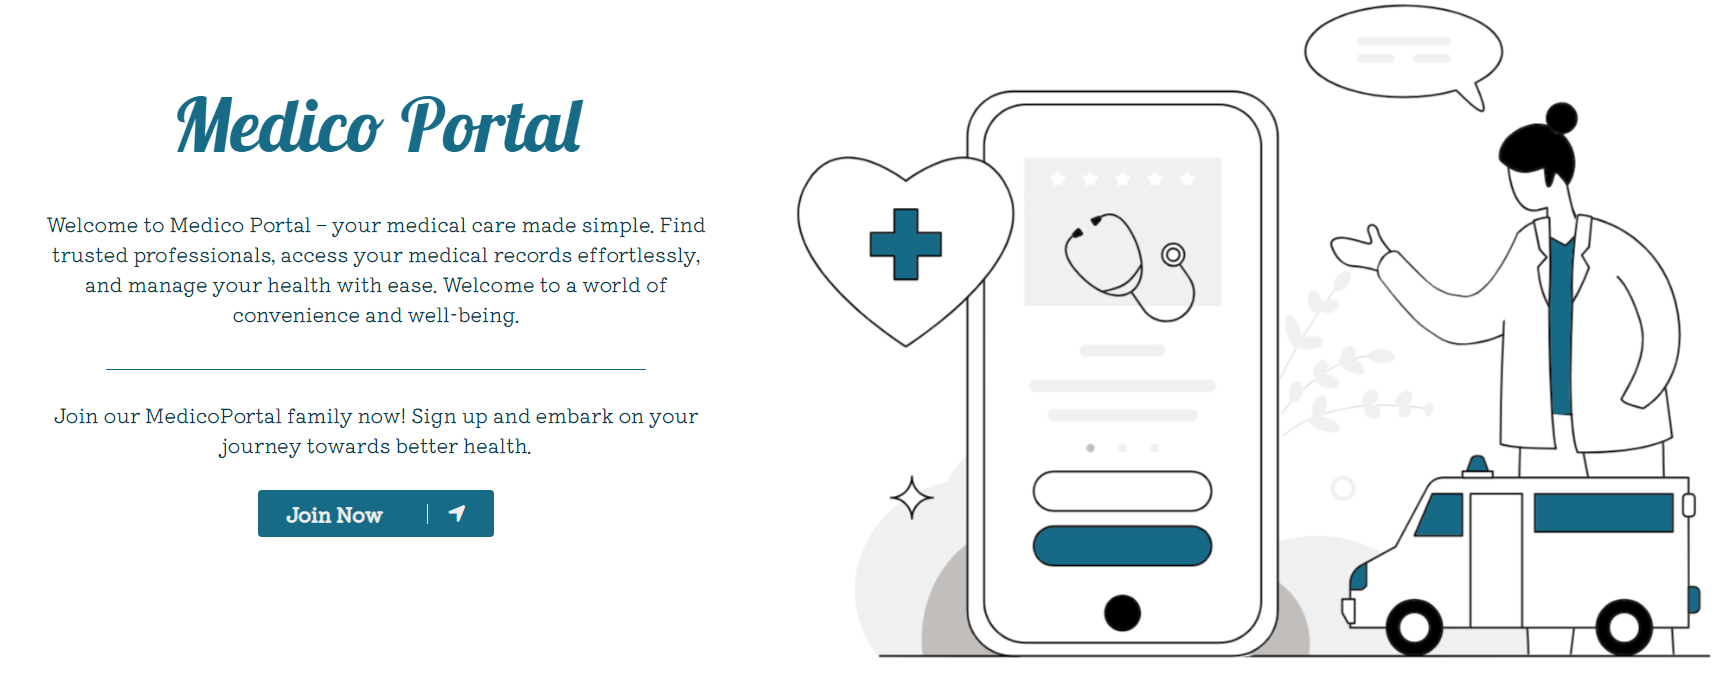 Medico Portal
Welcome to Medico Portal – your medical care made simple. Find
trusted professionals, access your medical records effortlessly,
and manage your health with ease. Welcome to a world of
convenience and well-being.
Join our MedicoPortal family now! Sign up and embark on your
journey towards better health.
Join Now